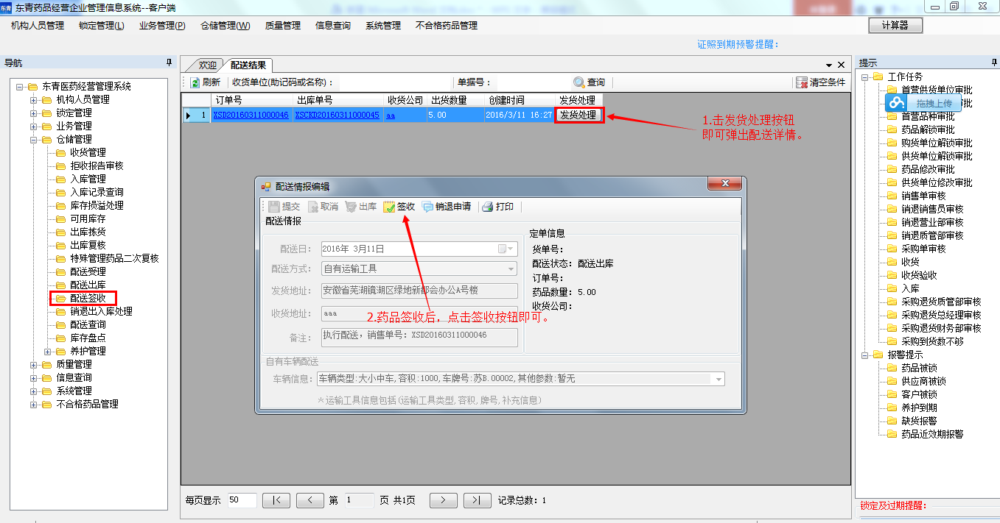 东青药品经营企业管理信息系统--客户端
机构人员管理 锁定管理(L) 业务管理(P) 仓储管理(W) 质量管理 信息查询 系统管理 不合格药品管理 计算器
证照到期预警提醒：
导航
东青医药经营管理系统
机构人员管理
锁定管理
业务管理
仓储管理
收货管理
拒收报告审核
入库管理
入库记录查询
库存损溢处理
可用库存
出库拣货
出库复核
特殊管理药品二次复核
配送受理
配送出库
配送签收
销退出入库处理
配送查询
库存盘点
养护管理
质量管理
信息查询
系统管理
不合格药品管理
欢迎 配送结果
刷新 收货单位(助记码或名称)： 单据号： 查询 清空条件
订单号 出库单号 收货公司 出货数量 创建时间 发货处理
1 XSD20160311000046 XSCKD20160311000045 aa 5.00 2016/3/11 16:27 发货处理
1.击发货处理按钮
即可弹出配送详情。
配送情报编辑
提交 取消 出库 签收 销退申请 打印
配送情报
配送日： 2016年 3月11日
配送方式： 自有运输工具
发货地址： 安徽省芜湖镜湖区绿地新都会办公A号楼
收货地址： aaa
2.药品签收后，点击签收按钮即可。
备注： 执行配送，销售单号：XSD20160311000046
定单信息
货单号：
配送状态：配送出库
订单号：
药品数量：5.00
收货公司：
自有车辆配送
车辆信息： 车辆类型:大小中车,容积:1000,车牌号:苏B.00002,其他参数:暂无
※运输工具信息包括(运输工具类型,容积,牌号,补充信息)
每页显示 50 |< < 第 1 页 共1页 > >| 记录总数：1
提示
工作任务
首营供货单位审批
拖拽上传
审批
首营品种审批
药品解锁审批
购货单位解锁审批
供货单位解锁审批
药品修改审批
供货单位修改审批
销售单审核
销退销售员审核
销退营业部审核
销退质管部审核
采购单审核
收货
收货验收
入库
采购退货质管部审核
采购退货总经理审核
采购退货财务部审核
采购到货数不够
报警提示
药品被锁
供应商被锁
客户被锁
养护到期
缺货报警
药品近效期报警
锁定及过期提醒：